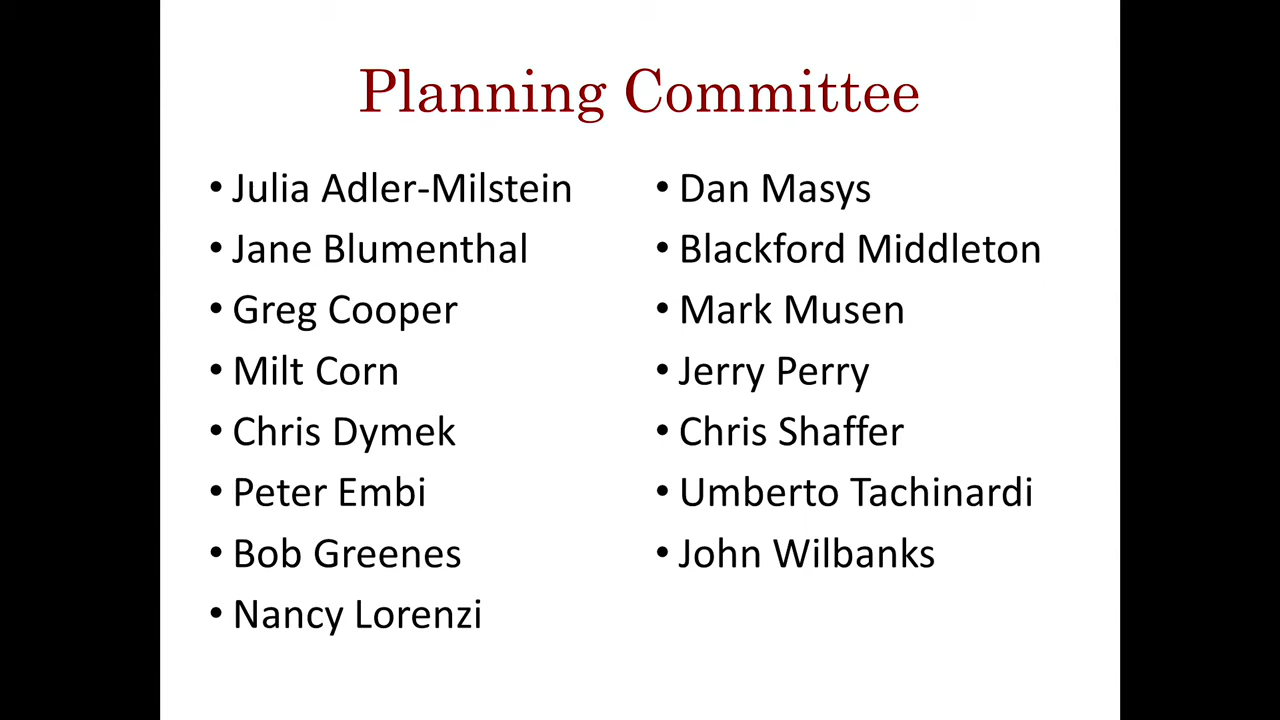 Planning Committee
• Julia Adler-Milstein
• Jane Blumenthal
• Greg Cooper
• Milt Corn
• Chris Dymek
• Peter Embi
• Bob Greenes
• Nancy Lorenzi
• Dan Masys
• Blackford Middleton
• Mark Musen
• Jerry Perry
• Chris Shaffer
• Umberto Tachinardi
• John Wilbanks